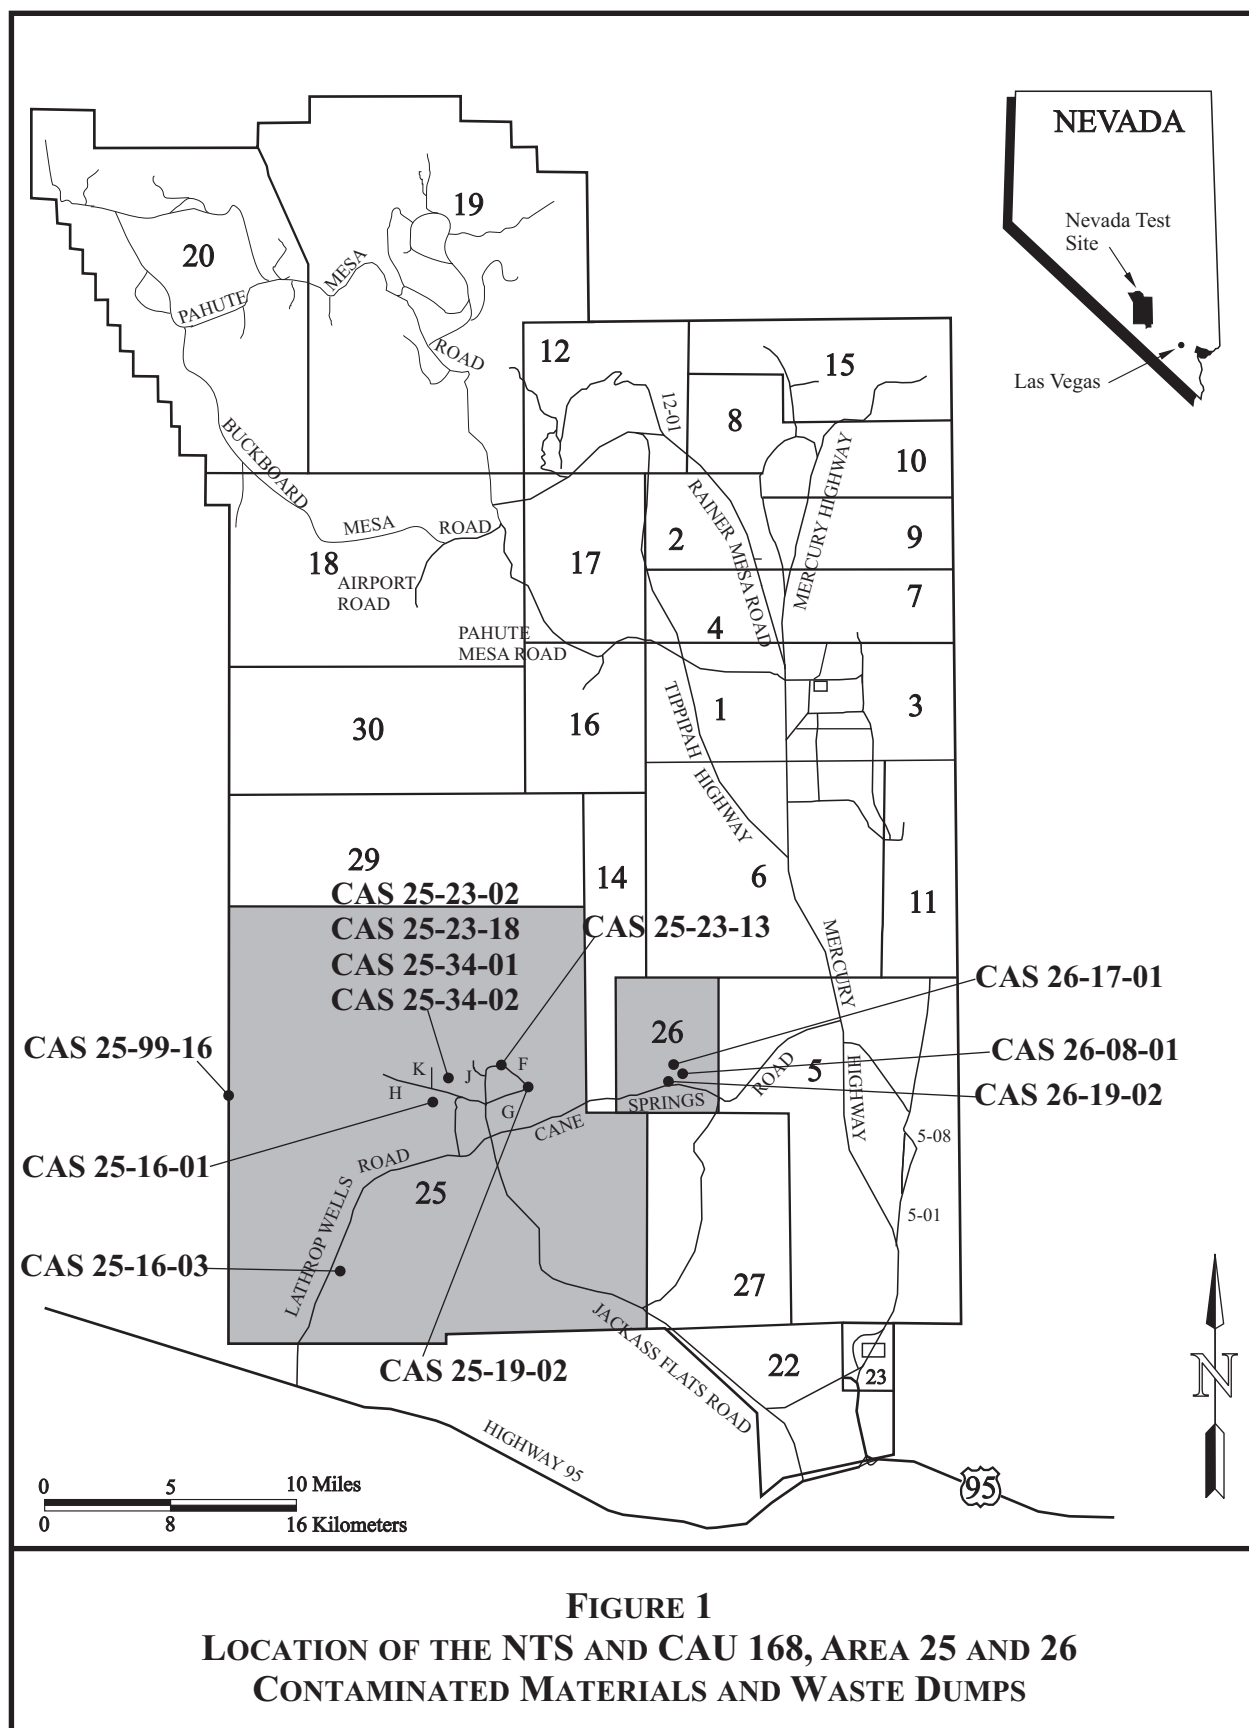 NEVADA
Nevada Test
Site
Las Vegas
19
20
MESA
PAHUTE
ROAD
12
15
12-01
8
BUCKBOARD
10
MERCURY HIGHWAY
RAINER MESA ROAD
MESA
ROAD
2
9
18
17
AIRPORT
ROAD
7
4
PAHUTE
MESA ROAD
TIPPIPAH
HIGHWAY
1
3
30
16
29
14
6
11
CAS 25-23-02
CAS 25-23-18
CAS 25-34-01
CAS 25-34-02
CAS 25-23-13
MERCURY
HIGHWAY
CAS 26-17-01
26
CAS 25-99-16
CAS 26-08-01
K
J
F
H
G
5
CAS 26-19-02
SPRINGS
ROAD
CANE
5-08
CAS 25-16-01
ROAD
25
LATHROP WELLS
5-01
CAS 25-16-03
27
JACKASS FLATS ROAD
CAS 25-19-02
22
23
N
HIGHWAY 95
95
0 5 10 Miles
0 8 16 Kilometers
FIGURE 1
LOCATION OF THE NTS AND CAU 168, AREA 25 AND 26
CONTAMINATED MATERIALS AND WASTE DUMPS